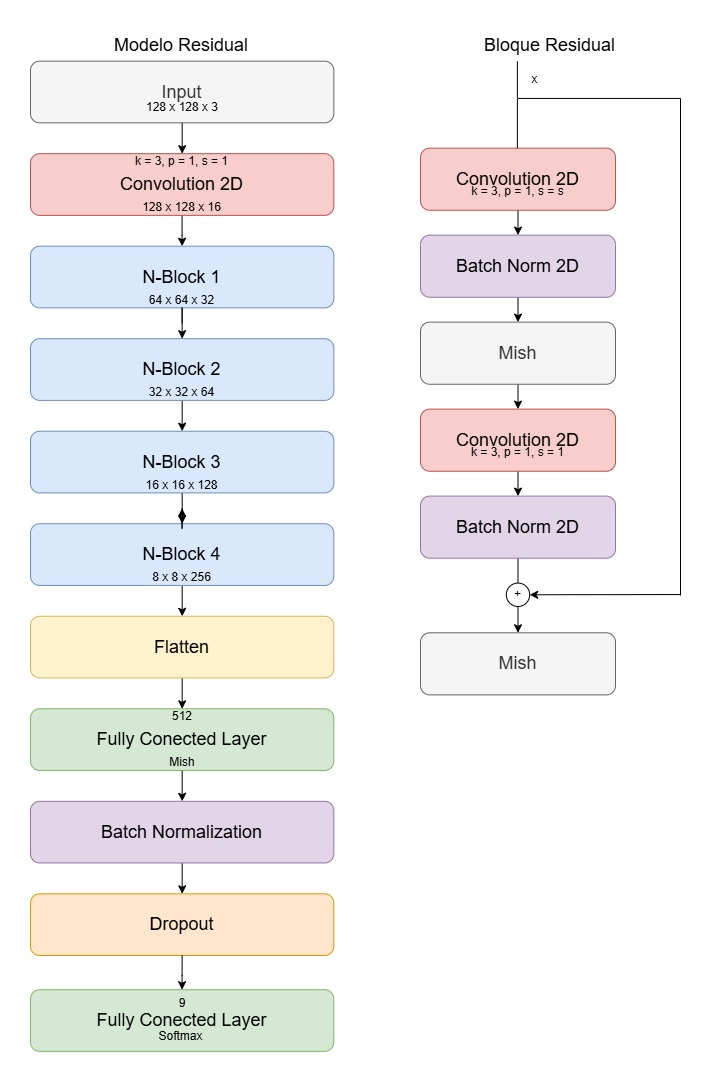 Modelo Residual
Input
128 x 128 x 3
k = 3, p = 1, s = 1
Convolution 2D
128 x 128 x 16
N-Block 1
64 x 64 x 32
N-Block 2
32 x 32 x 64
N-Block 3
16 x 16 x 128
N-Block 4
8 x 8 x 256
Flatten
512
Fully Conected Layer
Mish
Batch Normalization
Dropout
9
Fully Conected Layer
Softmax
Bloque Residual
x
Convolution 2D
k = 3, p = 1, s = s
Batch Norm 2D
Mish
Convolution 2D
k = 3, p = 1, s = 1
Batch Norm 2D
+
Mish